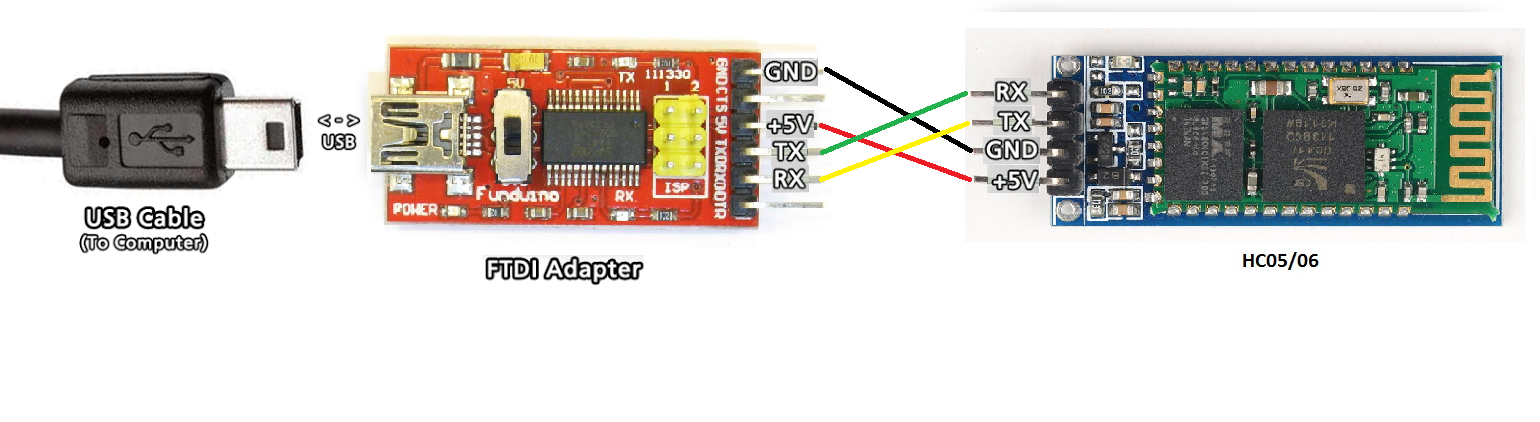 USB Cable
(To Computer)
<->
USB
5V
TX
111330
1 2
ISP
Funduino
POWER
RX
GND
CTS
5V
TXD
RXD
DTR
GND
+5V
TX
RX
FTDI Adapter
RX
TX
GND
+5V
HC05/06